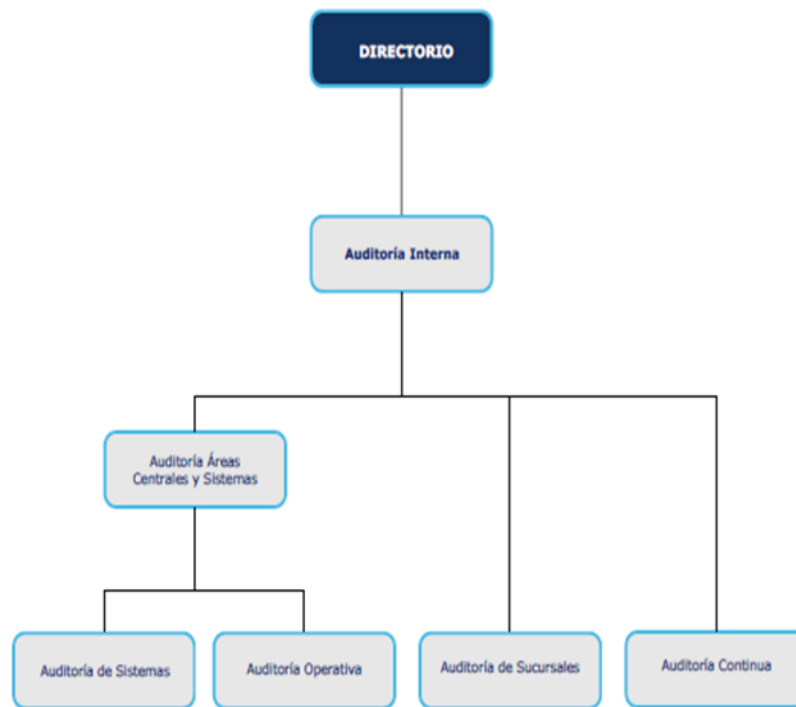 DIRECTORIO
Auditoría Interna
Auditoría Áreas
Centrales y Sistemas
Auditoría de Sistemas
Auditoría Operativa
Auditoría de Sucursales
Auditoría Continua